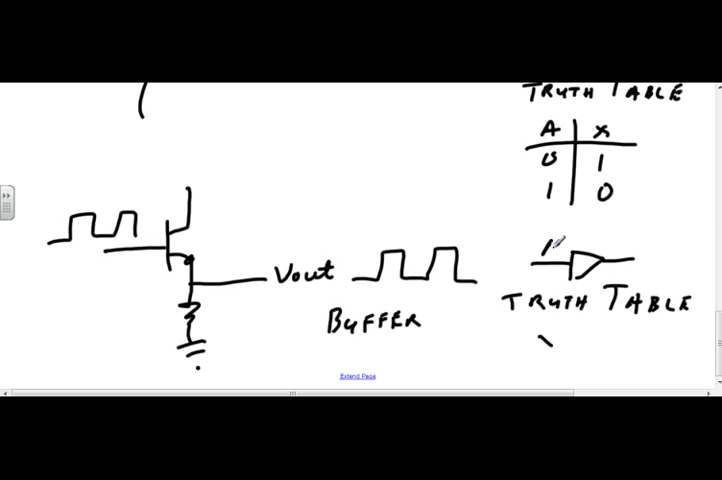 TRUTH TABLE
A X
0 1
1 0
Vout
BUFFER
TRUTH TABLE
Extend Page